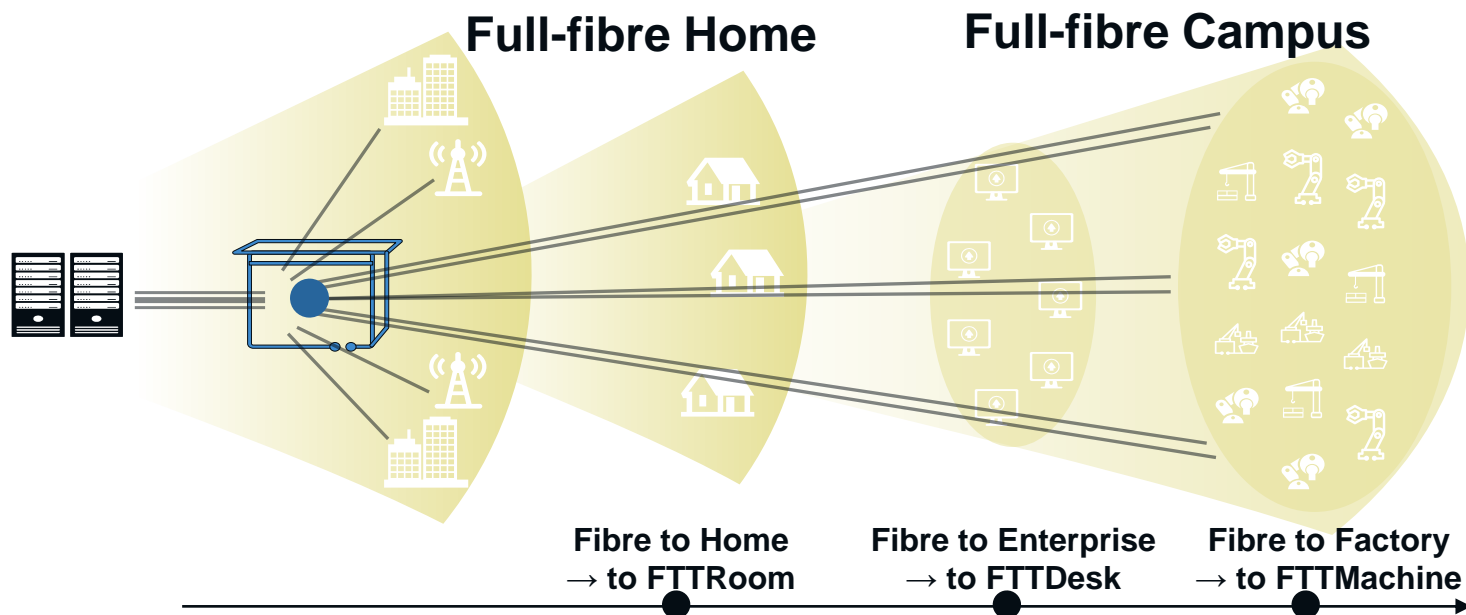 Full-fibre Home
Full-fibre Campus
Fibre to Home
→ to FTTRoom
Fibre to Enterprise
→ to FTTDesk
Fibre to Factory
→ to FTTMachine